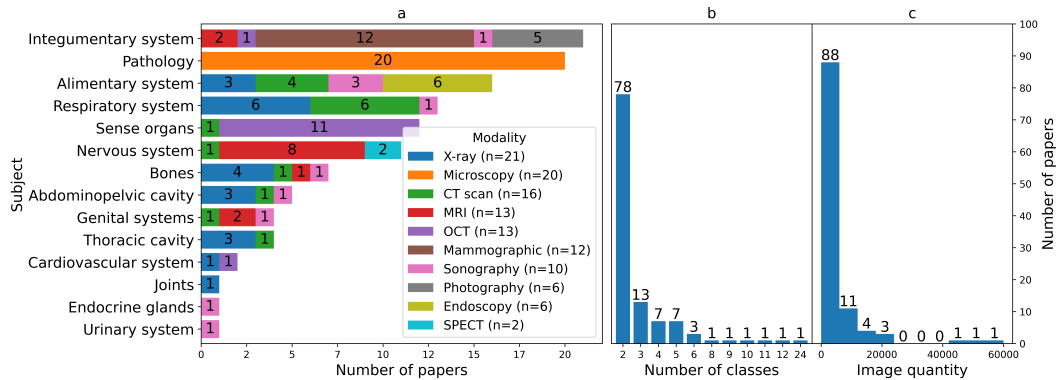 a
b
c
Integumentary system
2 1 12 1 5
Pathology
20
Alimentary system
3 4 3 6
Respiratory system
6 6 1
Sense organs
1 11
Nervous system
1 8 2
Bones
4 1 1 1
Abdominopelvic cavity
3 1 1
Genital systems
1 2 1
Thoracic cavity
3 1
Cardiovascular system
1 1
Joints
1
Endocrine glands
1
Urinary system
1
Subject
Modality
X-ray (n=21)
Microscopy (n=20)
CT scan (n=16)
MRI (n=13)
OCT (n=13)
Mammographic (n=12)
Sonography (n=10)
Photography (n=6)
Endoscopy (n=6)
SPECT (n=2)
0 2 5 7 10 12 15 17 20
Number of papers
78 13 7 7 3 1 1 1 1 1 1
2 3 4 5 6 8 9 10 11 12 24
Number of classes
88 11 4 3 0 0 0 1 1 1
0 20000 40000 60000
Image quantity
100
90
80
70
60
50
40
30
20
10
0
Number of papers